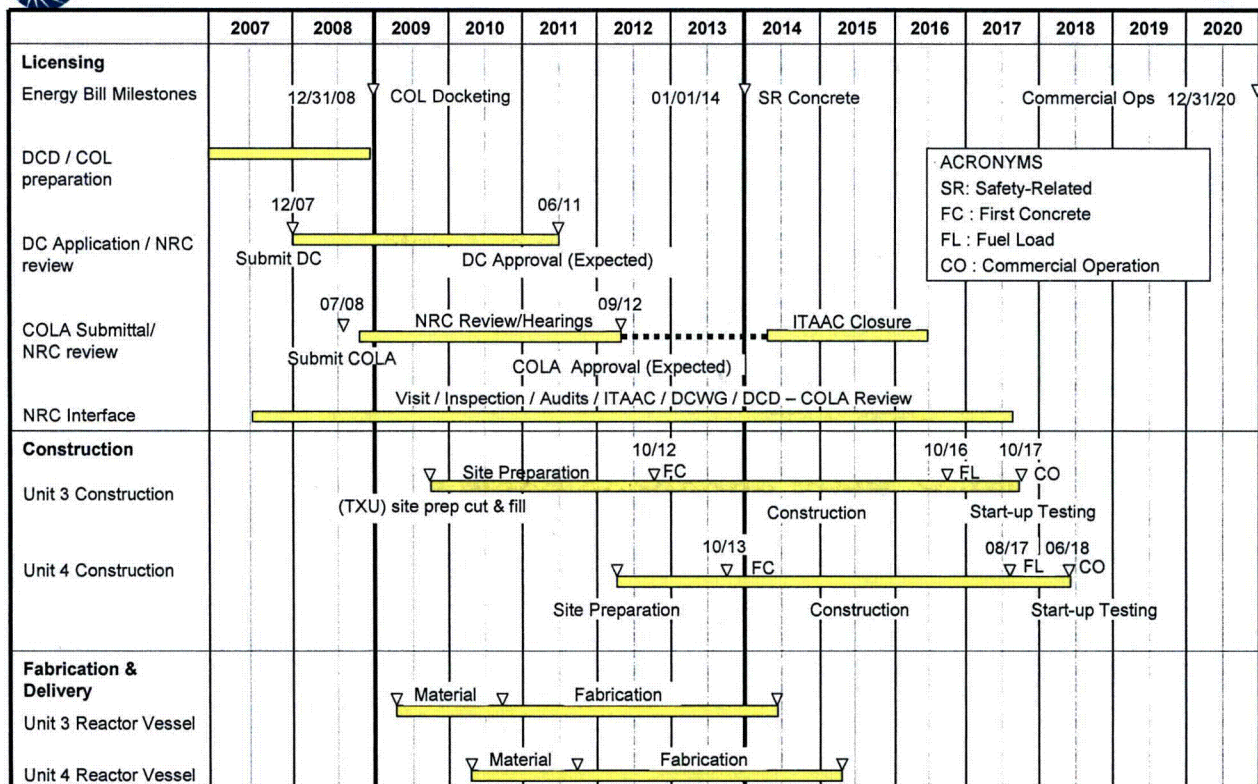 2007 2008 2009 2010 2011 2012 2013 2014 2015 2016 2017 2018 2019 2020
Licensing
Energy Bill Milestones
12/31/08 COL Docketing
01/01/14 SR Concrete
Commercial Ops 12/31/20
DCD / COL
preparation
ACRONYMS
SR: Safety-Related
FC : First Concrete
FL : Fuel Load
CO : Commercial Operation
12/07 06/11
DC Application / NRC
review
Submit DC
DC Approval (Expected)
07/08 09/12
COLA Submittal/
NRC review
NRC Review/Hearings
ITAAC Closure
Submit COLA
COLA Approval (Expected)
NRC Interface
Visit / Inspection / Audits / ITAAC / DCWG / DCD – COLA Review
Construction
10/12 10/16 10/17
Site Preparation FC FL CO
Unit 3 Construction
(TXU) site prep cut & fill
Construction
Start-up Testing
10/13 08/17 06/18
Unit 4 Construction
FC FL CO
Site Preparation
Construction
Start-up Testing
Fabrication &
Delivery
Material Fabrication
Unit 3 Reactor Vessel
Material Fabrication
Unit 4 Reactor Vessel